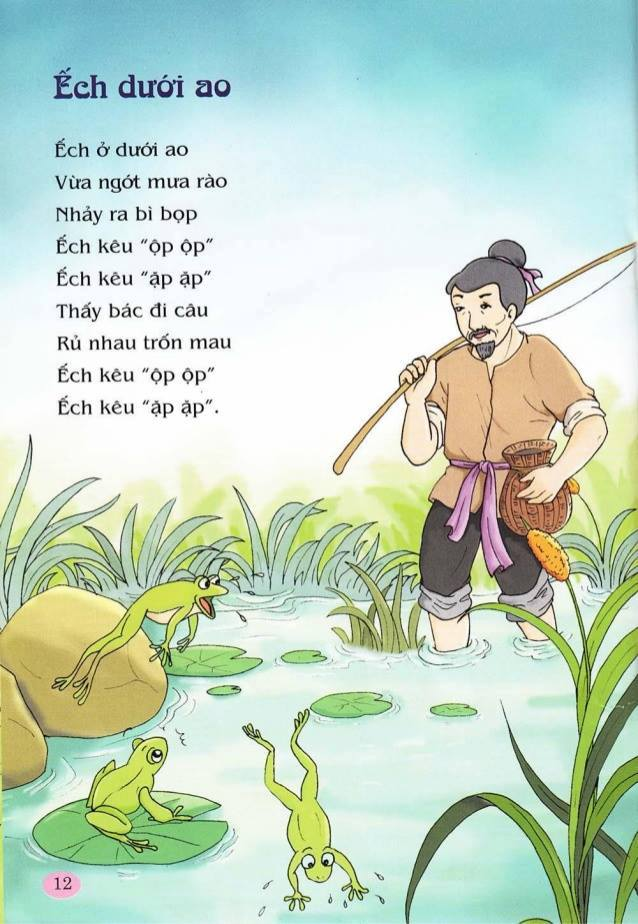 Ếch dưới ao
Ếch ở dưới ao
Vừa ngớt mưa rào
Nhảy ra bì bọp
Ếch kêu “ộp ộp”
Ếch kêu “ặp ặp”
Thấy bác đi câu
Rủ nhau trốn mau
Ếch kêu “ộp ộp”
Ếch kêu “ặp ặp”.
12